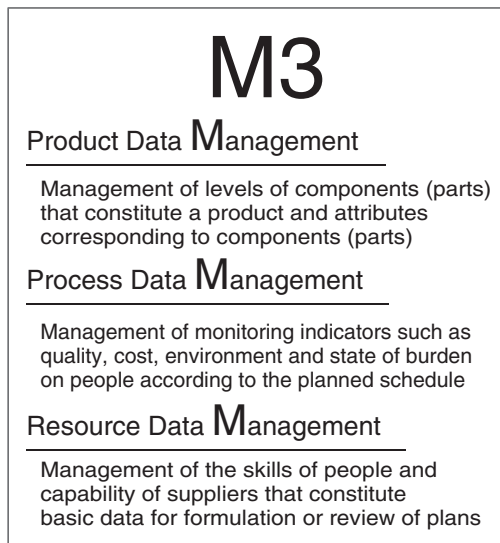 M3
Product Data Management
Management of levels of components (parts)
that constitute a product and attributes
corresponding to components (parts)
Process Data Management
Management of monitoring indicators such as
quality, cost, environment and state of burden
on people according to the planned schedule
Resource Data Management
Management of the skills of people and
capability of suppliers that constitute
basic data for formulation or review of plans